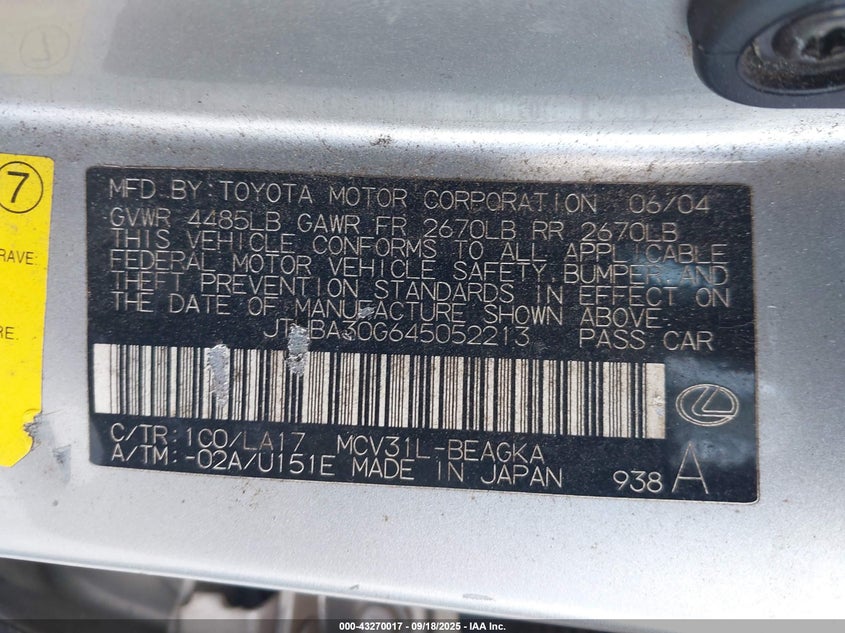 7
RAVE:
RE.
MFD. BY: TOYOTA MOTOR CORPORATION 06/04
GVWR 4485LB GAWR FR 2670LB RR 2670LB
THIS VEHICLE CONFORMS TO ALL APPLICABLE
FEDERAL MOTOR VEHICLE SAFETY, BUMPER, AND
THEFT PREVENTION STANDARDS IN EFFECT ON
THE DATE OF MANUFACTURE SHOWN ABOVE.
BA30G645052213 PASS CAR
C/TR: 1C0/LA17 MCV31L-BEAGKA
A/TM: -02A/U151E MADE IN JAPAN 938 A
000-43270017 - 09/18/2025 - IAA Inc.